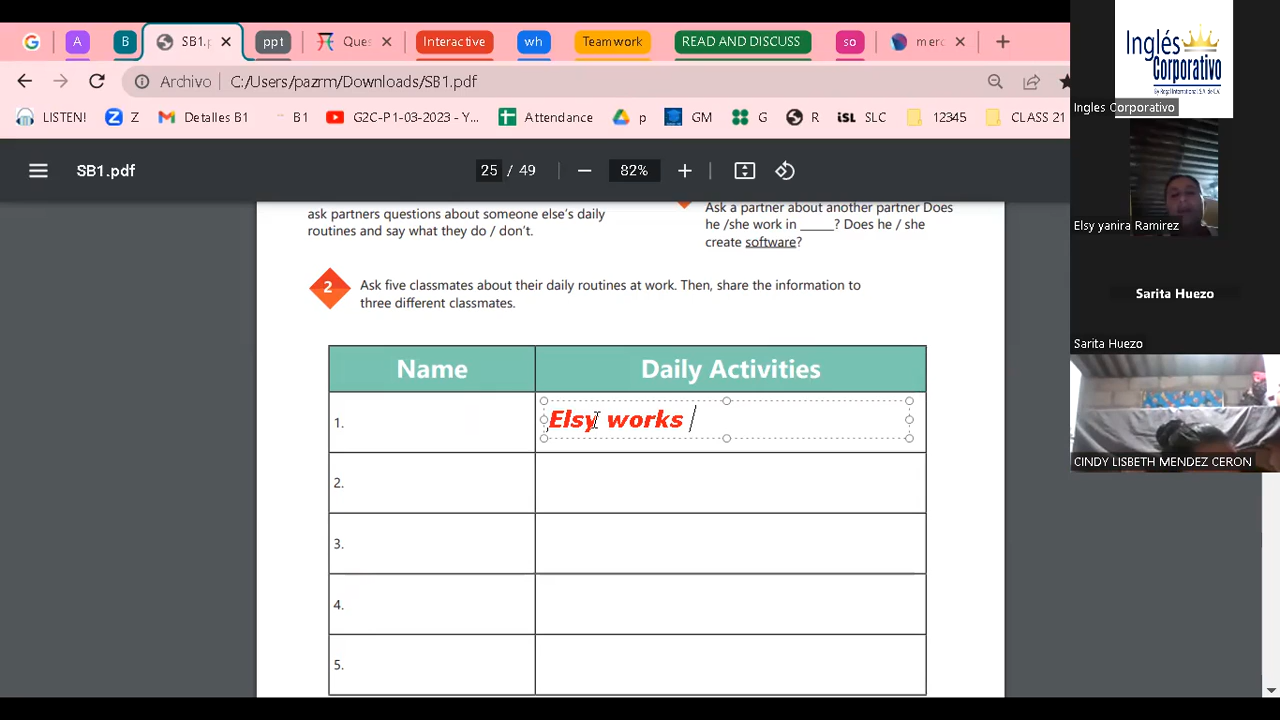 A
B
SB1.p
ppt
Ques
Interactive
wh
Teamwork
READ AND DISCUSS
so
merc
Archivo
C:/Users/pazrm/Downloads/SB1.pdf
LISTEN!
Z
Detalles B1
B1
G2C-P1-03-2023 - Y...
Attendance
p
GM
G
R
iSL
SLC
12345
CLASS 21
SB1.pdf
25 / 49
82%
ask partners questions about someone else's daily
routines and say what they do / don't.
Ask a partner about another partner Does
he /she work in _____? Does he / she
create software?
2
Ask five classmates about their daily routines at work. Then, share the information to
three different classmates.
Name
Daily Activities
1.
Elsy works
2.
3.
4.
5.
Inglés
Corporativo
Ingles Corporativo
Elsy yanira Ramirez
Sarita Huezo
Sarita Huezo
CINDY LISBETH MENDEZ CERON